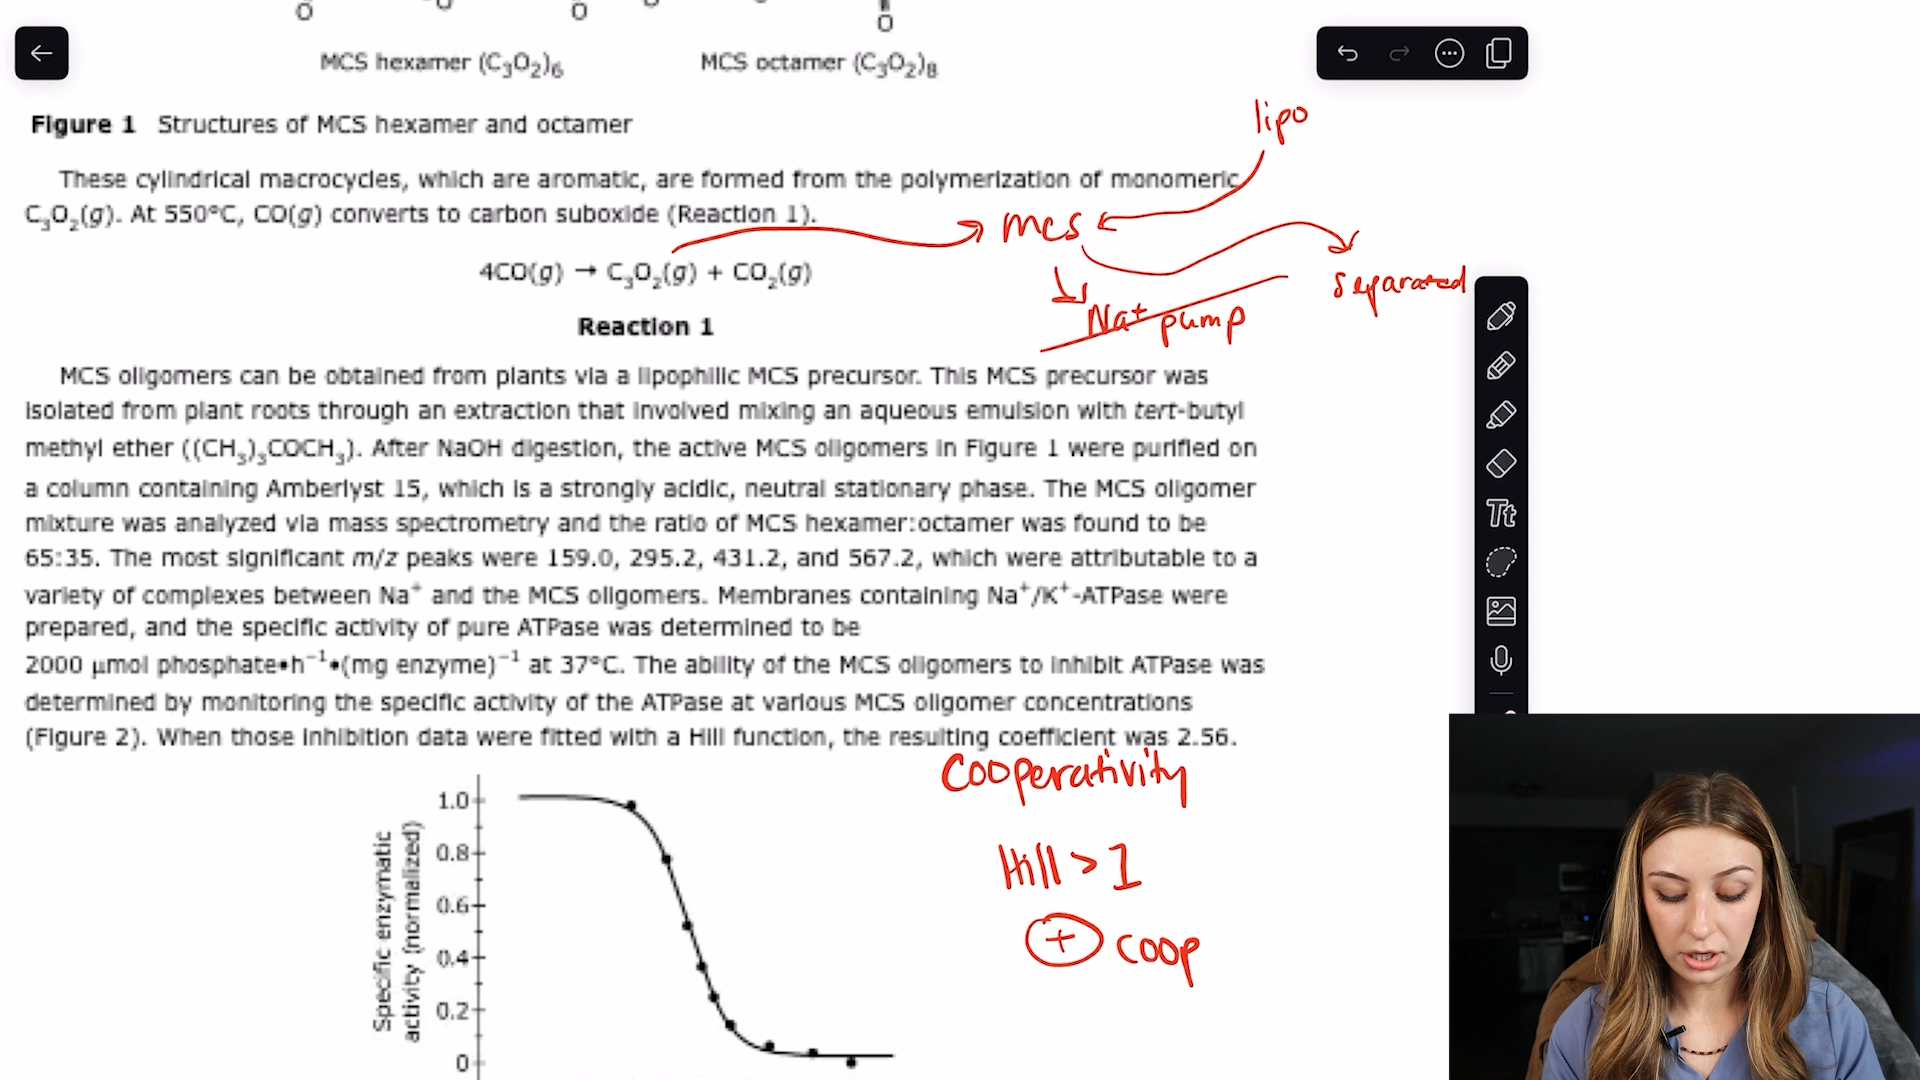 MCS hexamer (C₃O₂)₆ MCS octamer (C₃O₂)₈
Figure 1 Structures of MCS hexamer and octamer
lipo
These cylindrical macrocycles, which are aromatic, are formed from the polymerization of monomeric
C₃O₂(g). At 550°C, CO(g) converts to carbon suboxide (Reaction 1).
mcs
4CO(g) → C₃O₂(g) + CO₂(g)
separated
Na⁺ pump
Reaction 1
MCS oligomers can be obtained from plants via a lipophilic MCS precursor. This MCS precursor was
isolated from plant roots through an extraction that involved mixing an aqueous emulsion with tert-butyl
methyl ether ((CH₃)₃COCH₃). After NaOH digestion, the active MCS oligomers in Figure 1 were purified on
a column containing Amberlyst 15, which is a strongly acidic, neutral stationary phase. The MCS oligomer
mixture was analyzed via mass spectrometry and the ratio of MCS hexamer:octamer was found to be
65:35. The most significant m/z peaks were 159.0, 295.2, 431.2, and 567.2, which were attributable to a
variety of complexes between Na⁺ and the MCS oligomers. Membranes containing Na⁺/K⁺-ATPase were
prepared, and the specific activity of pure ATPase was determined to be
2000 μmol phosphate•h⁻¹•(mg enzyme)⁻¹ at 37°C. The ability of the MCS oligomers to inhibit ATPase was
determined by monitoring the specific activity of the ATPase at various MCS oligomer concentrations
(Figure 2). When those inhibition data were fitted with a Hill function, the resulting coefficient was 2.56.
Cooperativity
Hill > 1
+ coop
Specific enzymatic
activity (normalized)
1.0
0.8
0.6
0.4
0.2
0
Tt